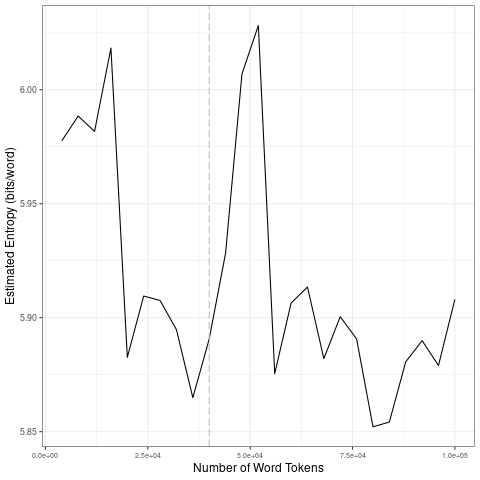 Estimated Entropy (bits/word)
6.00
5.95
5.90
5.85
0.0e+00 2.5e+04 5.0e+04 7.5e+04 1.0e+05
Number of Word Tokens